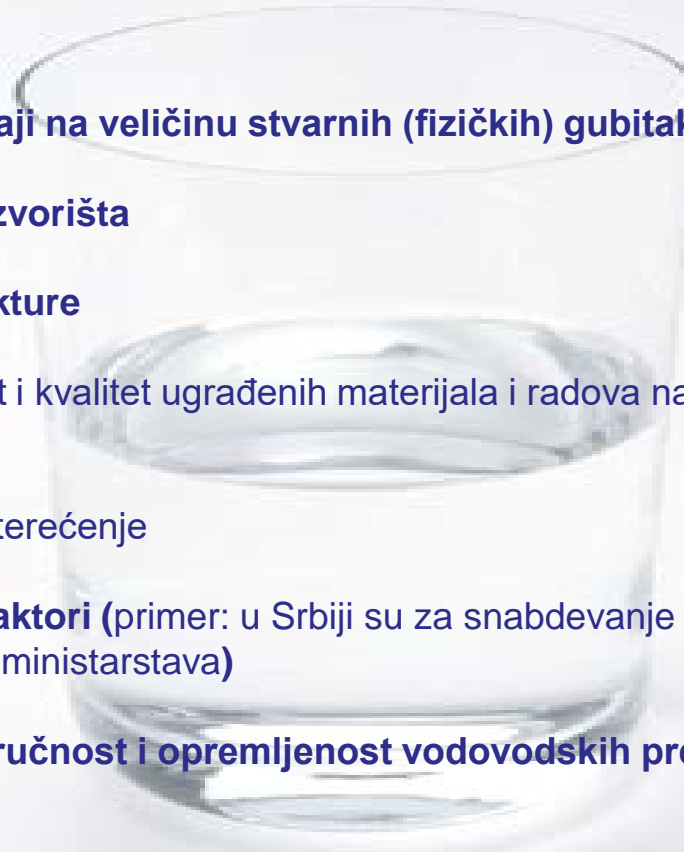 aji na veličinu stvarnih (fizičkih) gubitak
zvorišta
kture
t i kvalitet ugrađenih materijala i radova na
terećenje
aktori (primer: u Srbiji su za snabdevanje
ministarstava)
ručnost i opremljenost vodovodskih pre